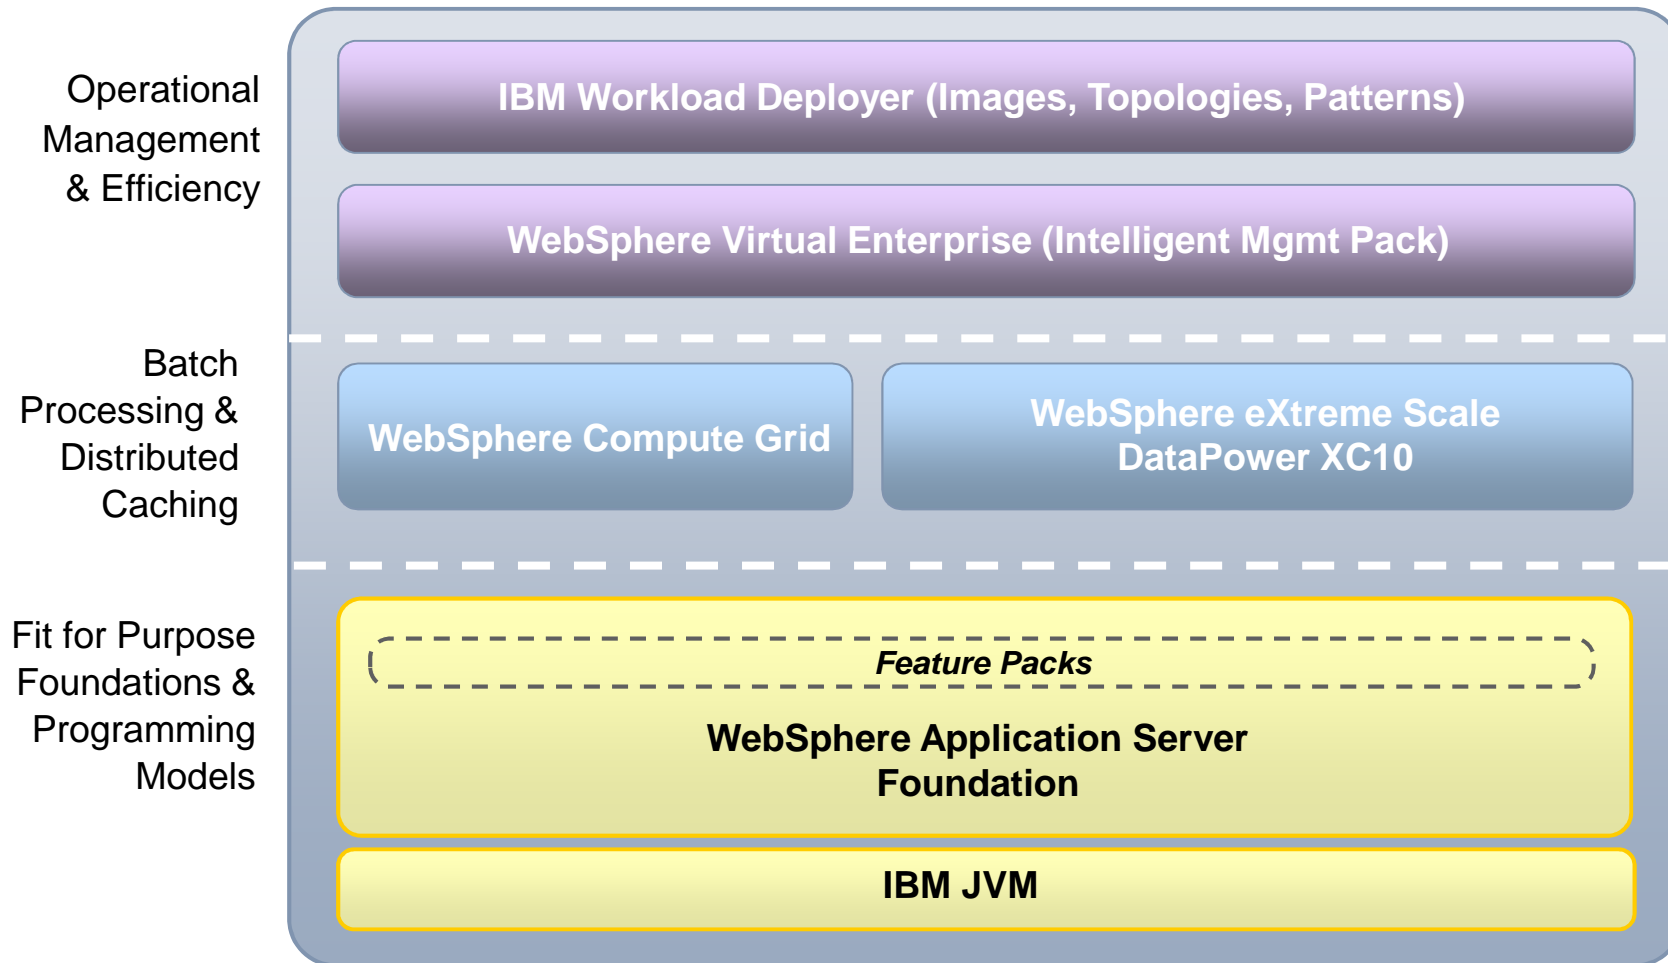 Operational
Management
& Efficiency
IBM Workload Deployer (Images, Topologies, Patterns)
WebSphere Virtual Enterprise (Intelligent Mgmt Pack)
Batch
Processing &
Distributed
Caching
WebSphere Compute Grid
WebSphere eXtreme Scale
DataPower XC10
Fit for Purpose
Foundations &
Programming
Models
Feature Packs
WebSphere Application Server
Foundation
IBM JVM